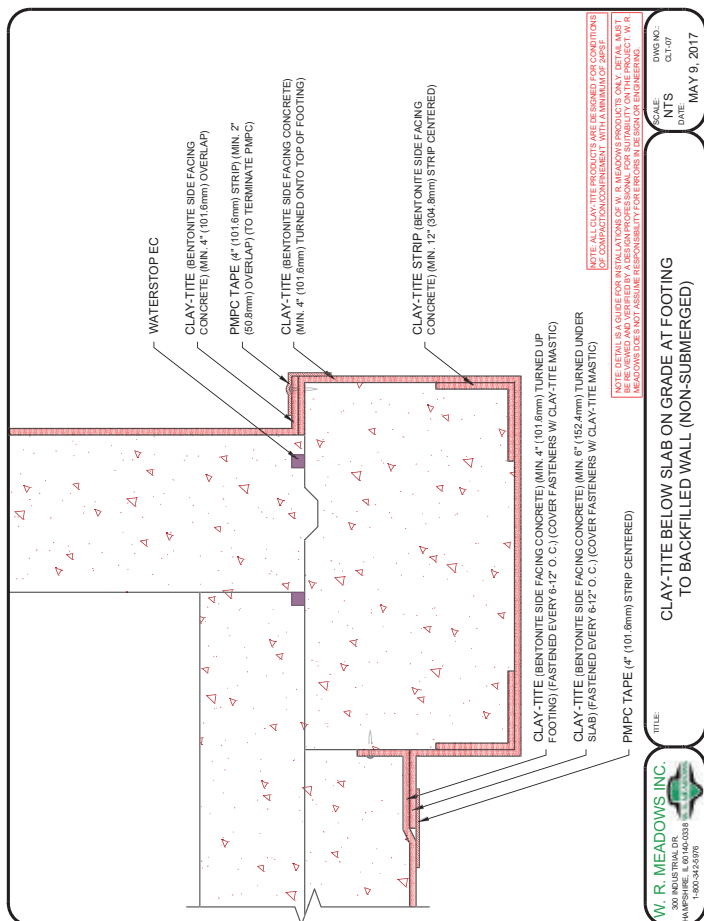 WATERSTOP EC
CLAY-TITE (BENTONITE SIDE FACING
CONCRETE) (MIN. 4" (101.6mm) OVERLAP)
PMPC TAPE (4" (101.6mm) STRIP) (MIN. 2"
(50.8mm) OVERLAP) (TO TERMINATE PMPC)
CLAY-TITE (BENTONITE SIDE FACING CONCRETE)
(MIN. 4" (101.6mm) TURNED ONTO TOP OF FOOTING)
CLAY-TITE STRIP (BENTONITE SIDE FACING
CONCRETE) (MIN. 12" (304.8mm) STRIP CENTERED)
CLAY-TITE (BENTONITE SIDE FACING CONCRETE) (MIN. 4" (101.6mm) TURNED UP
FOOTING) (FASTENED EVERY 6-12" O. C.) (COVER FASTENERS W/ CLAY-TITE MASTIC)
CLAY-TITE (BENTONITE SIDE FACING CONCRETE) (MIN. 6" (152.4mm) TURNED UNDER
SLAB) (FASTENED EVERY 6-12" O. C.) (COVER FASTENERS W/ CLAY-TITE MASTIC)
PMPC TAPE (4" (101.6mm) STRIP CENTERED)
NOTE: ALL CLAY-TITE PRODUCTS ARE DESIGNED FOR CONDITIONS
OF COMPACTION/CONFINEMENT WITH A MINIMUM OF 24PSF
NOTE: DETAIL IS A GUIDE FOR INSTALLATIONS OF W. R. MEADOWS PRODUCTS ONLY. DETAIL MUST
BE REVIEWED AND VERIFIED BY A DESIGN PROFESSIONAL FOR SUITABILITY ON THE PROJECT. W. R.
MEADOWS DOES NOT ASSUME RESPONSIBILITY FOR ERRORS IN DESIGN OR ENGINEERING.
W. R. MEADOWS INC.
300 INDUSTRIAL DR.
HAMPSHIRE, IL 60140-0338
1-800-342-5976
W. R. MEADOWS
TITLE:
CLAY-TITE BELOW SLAB ON GRADE AT FOOTING
TO BACKFILLED WALL (NON-SUBMERGED)
SCALE:
NTS
DWG NO.:
CLT-07
DATE:
MAY 9, 2017